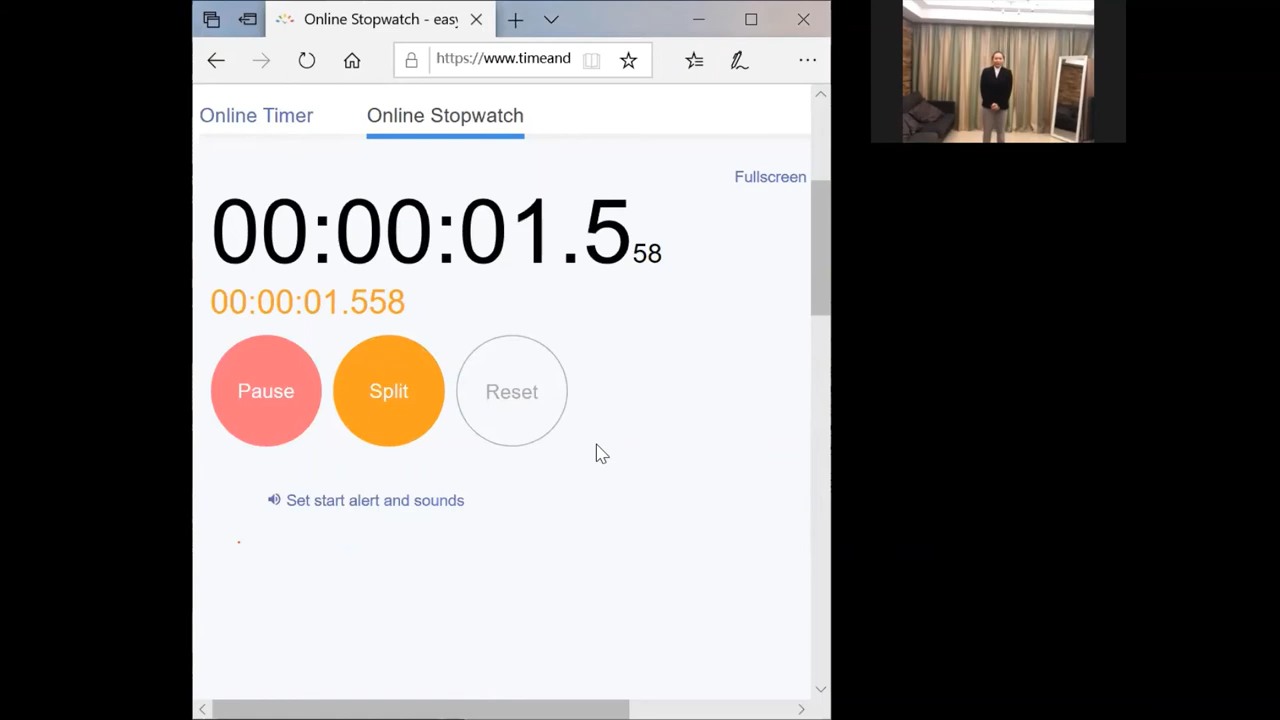 Online Stopwatch - easy
https://www.timeand
Online Timer
Online Stopwatch
Fullscreen
00:00:01.558
00:00:01.558
Pause
Split
Reset
Set start alert and sounds